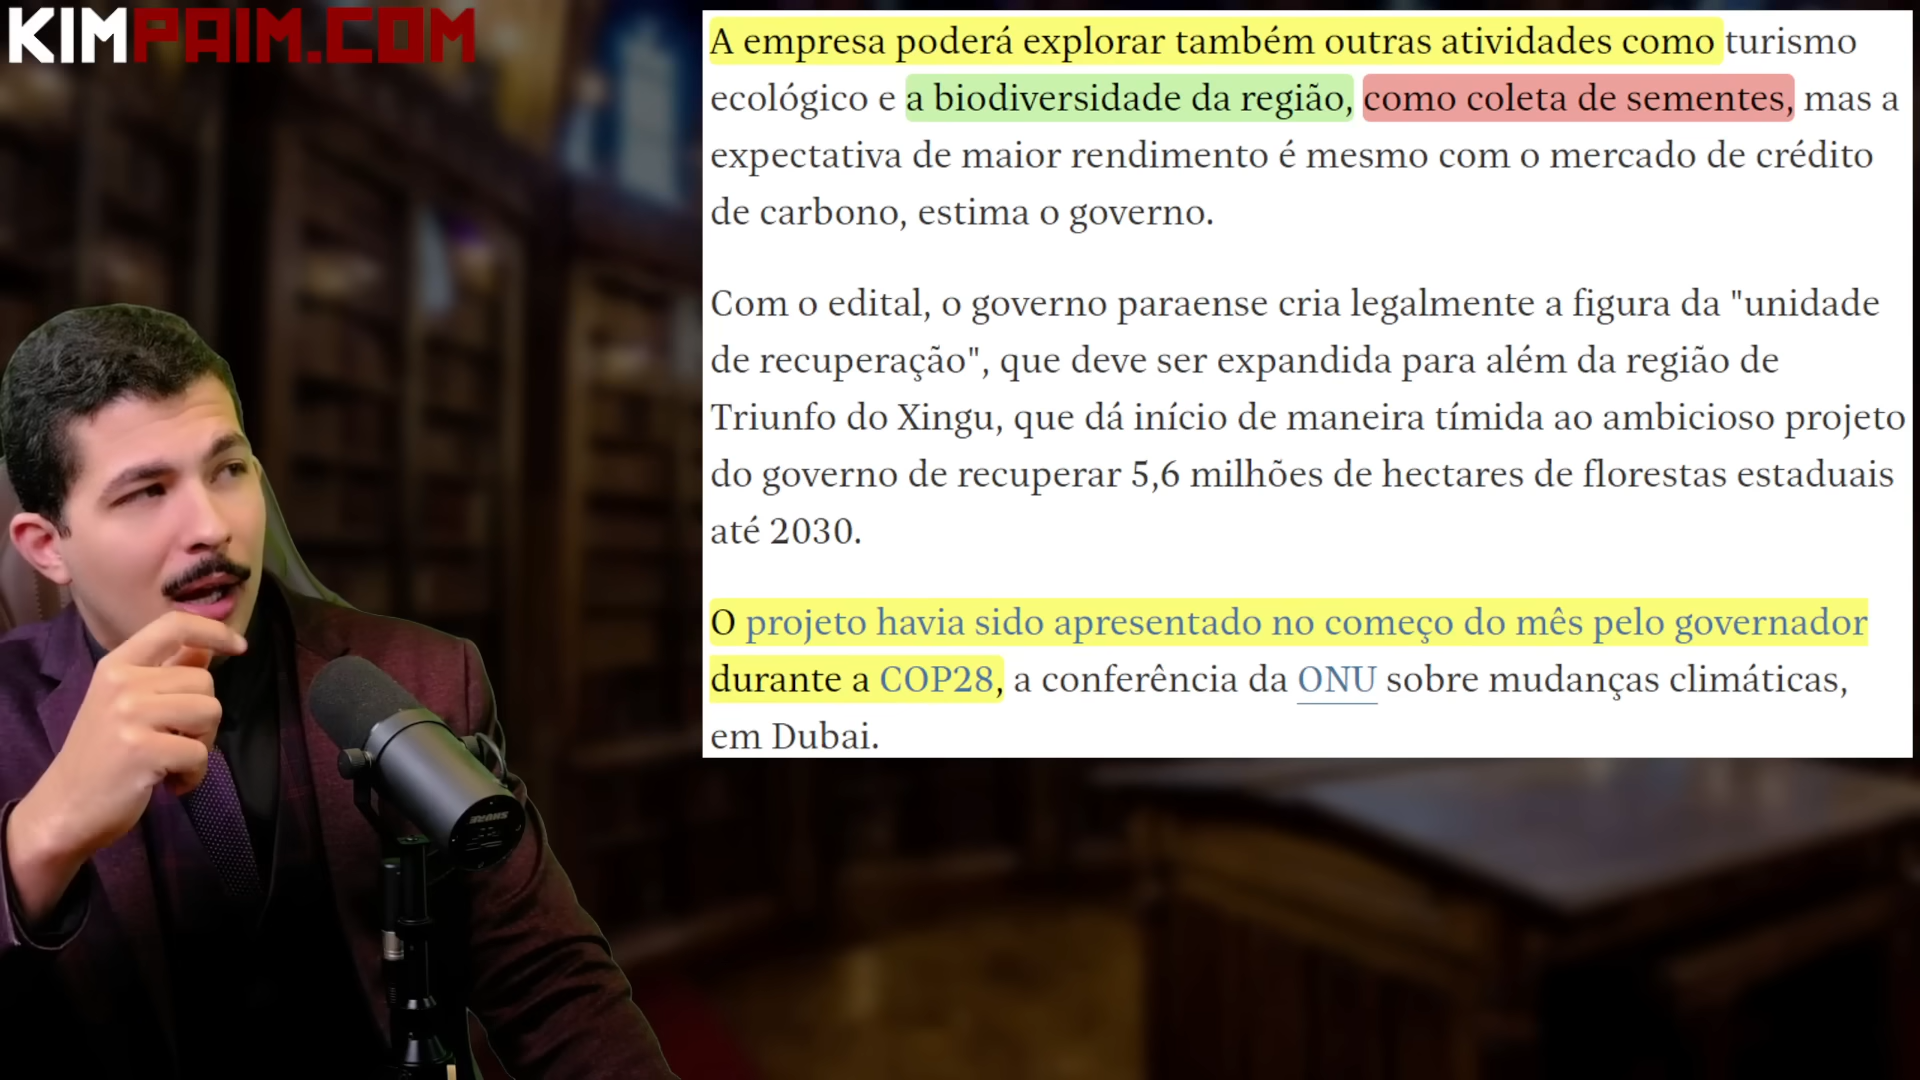 KIMPAIM.COM
A empresa poderá explorar também outras atividades como turismo
ecológico e a biodiversidade da região, como coleta de sementes, mas a
expectativa de maior rendimento é mesmo com o mercado de crédito
de carbono, estima o governo.
Com o edital, o governo paraense cria legalmente a figura da "unidade
de recuperação", que deve ser expandida para além da região de
Triunfo do Xingu, que dá início de maneira tímida ao ambicioso projeto
do governo de recuperar 5,6 milhões de hectares de florestas estaduais
até 2030.
O projeto havia sido apresentado no começo do mês pelo governador
durante a COP28, a conferência da ONU sobre mudanças climáticas,
em Dubai.
SHURE